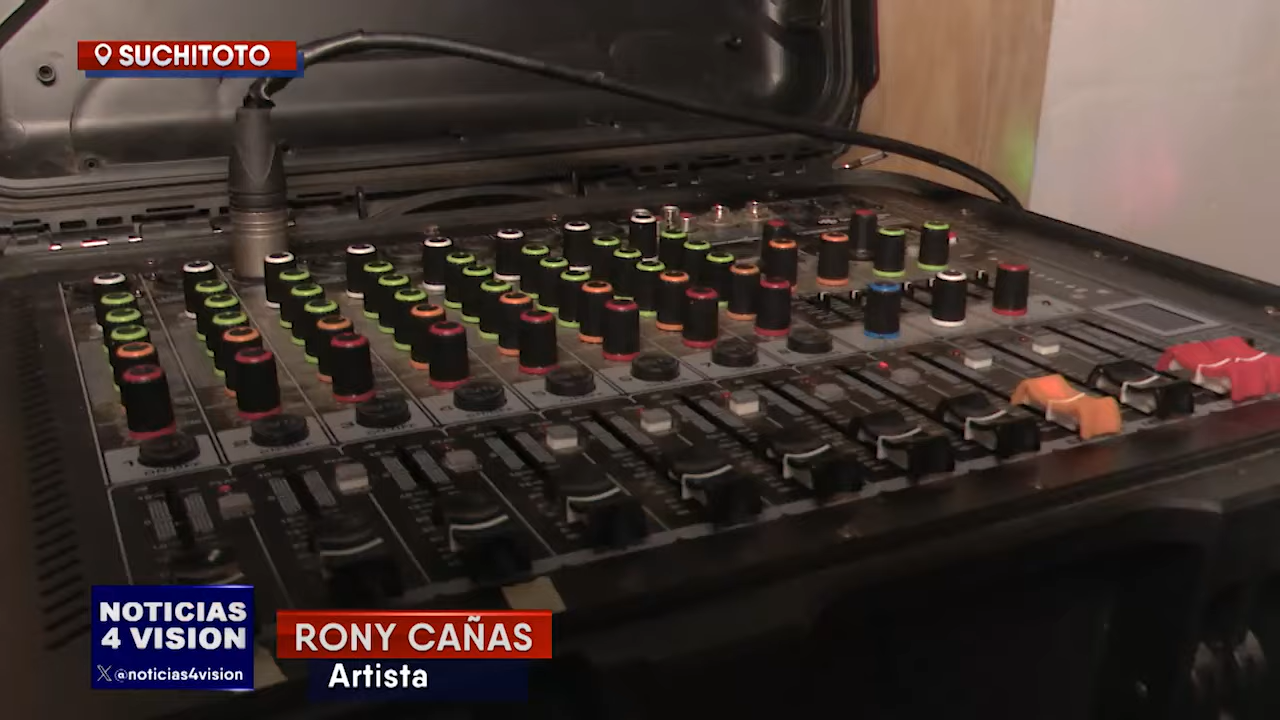 SUCHITOTO
NOTICIAS
4 VISION
X @noticias4vision
RONY CAÑAS
Artista